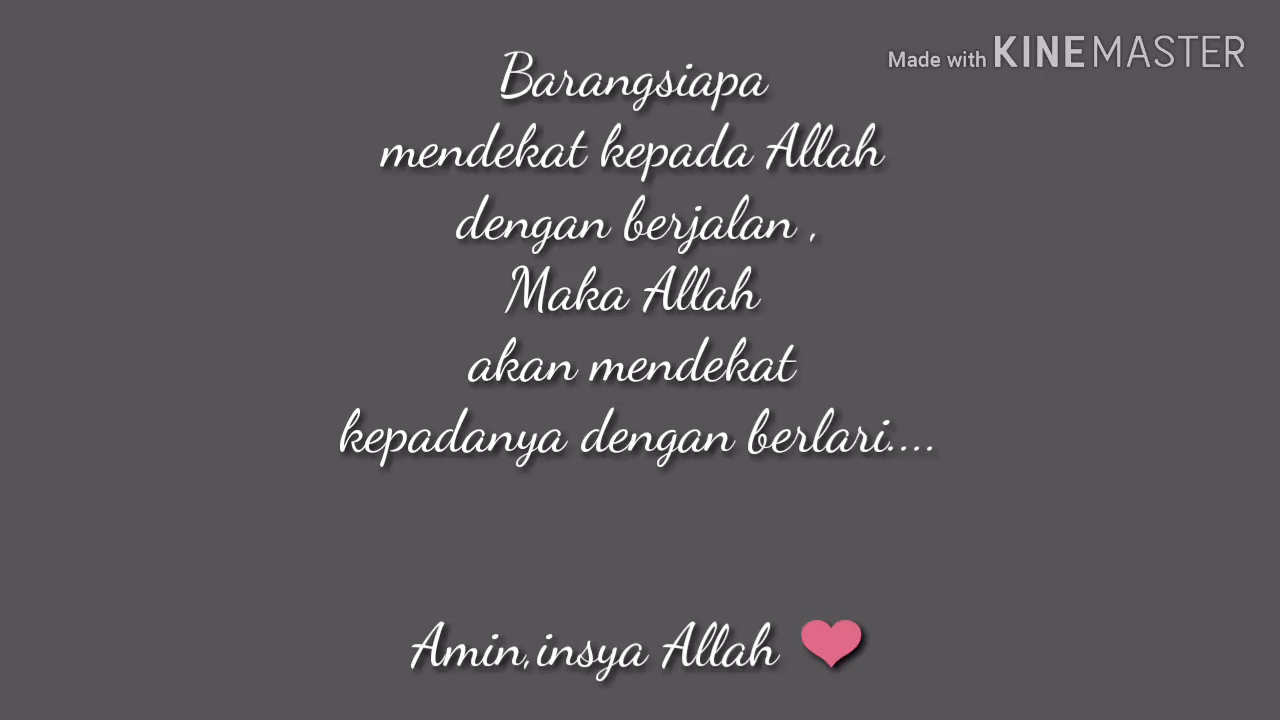 Made with KINEMASTER
Barangsiapa
mendekat kepada Allah
dengan berjalan ,
Maka Allah
akan mendekat
kepadanya dengan berlari....
Amin,insya Allah